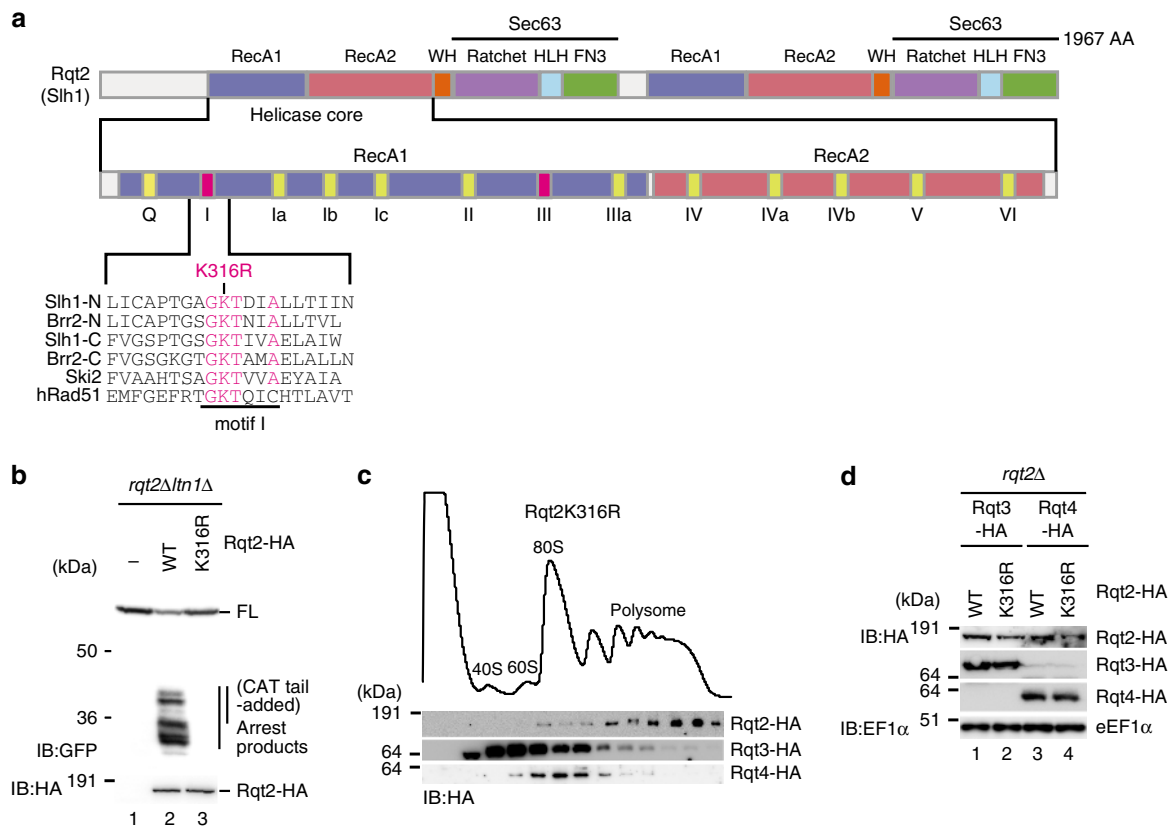 a
Sec63 Sec63
1967 AA
RecA1 RecA2 WH Ratchet HLH FN3 RecA1 RecA2 WH Ratchet HLH FN3
Rqt2
(Slh1)
Helicase core
RecA1 RecA2
Q I Ia Ib Ic II III IIIa IV IVa IVb V VI
K316R
Slh1-N LICAPTGAGKTDIALLTIIN
Brr2-N LICAPTGSGKTNIALLTVL
Slh1-C FVGSPTGSGKTIVAELAIW
Brr2-C FVGSGKGTGKTAMAELALLN
Ski2 FVAAHTSAGKTVVAEYAIA
hRad51 EMFGEFRTGKTQICHTLAVT
motif I
b
rqt2Δltn1Δ
– WT K316R Rqt2-HA
(kDa)
FL
50
36
(CAT tail
-added)
Arrest
products
IB:GFP
IB:HA 191 Rqt2-HA
1 2 3
c
Rqt2K316R
80S
Polysome
40S 60S
(kDa)
191 Rqt2-HA
64 Rqt3-HA
64 Rqt4-HA
IB:HA
d
rqt2Δ
Rqt3
-HA
Rqt4
-HA
WT K316R WT K316R Rqt2-HA
(kDa)
IB:HA 191 Rqt2-HA
64 Rqt3-HA
64 Rqt4-HA
IB:EF1α 51 eEF1α
1 2 3 4